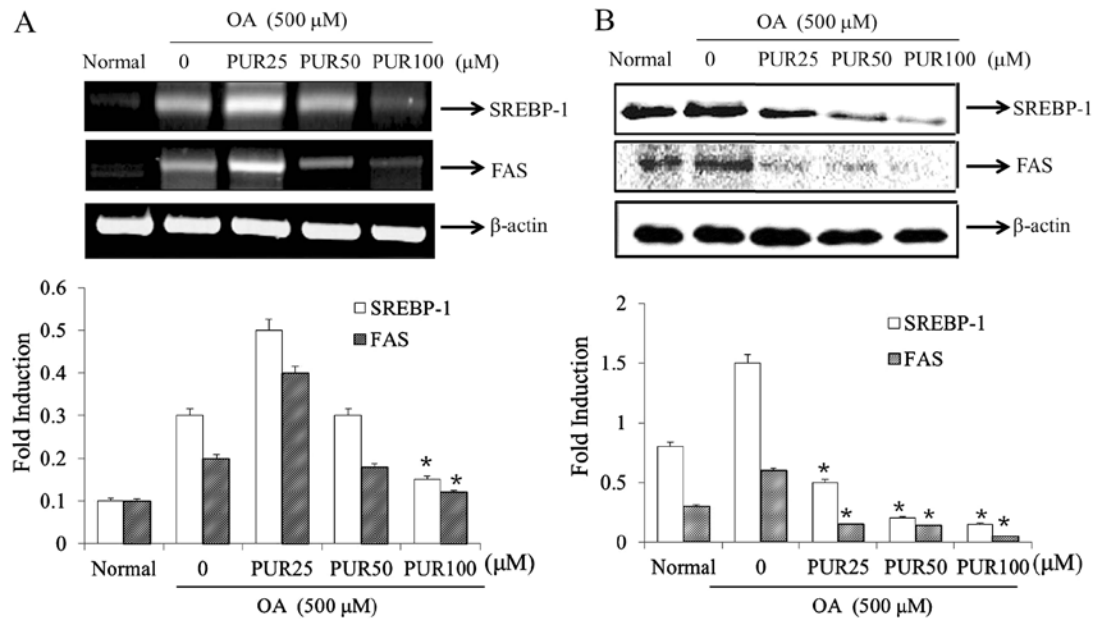 A
OA (500 μM)
Normal 0 PUR25 PUR50 PUR100 (μM)
SREBP-1
FAS
β-actin
0.6
0.5
0.4
0.3
0.2
0.1
0
Fold Induction
SREBP-1
FAS
* *
Normal 0 PUR25 PUR50 PUR100 (μM)
OA (500 μM)
B
OA (500 μM)
Normal 0 PUR25 PUR50 PUR100 (μM)
SREBP-1
FAS
β-actin
2
1.5
1
0.5
0
Fold Induction
SREBP-1
FAS
* * * * * *
Normal 0 PUR25 PUR50 PUR100 (μM)
OA (500 μM)